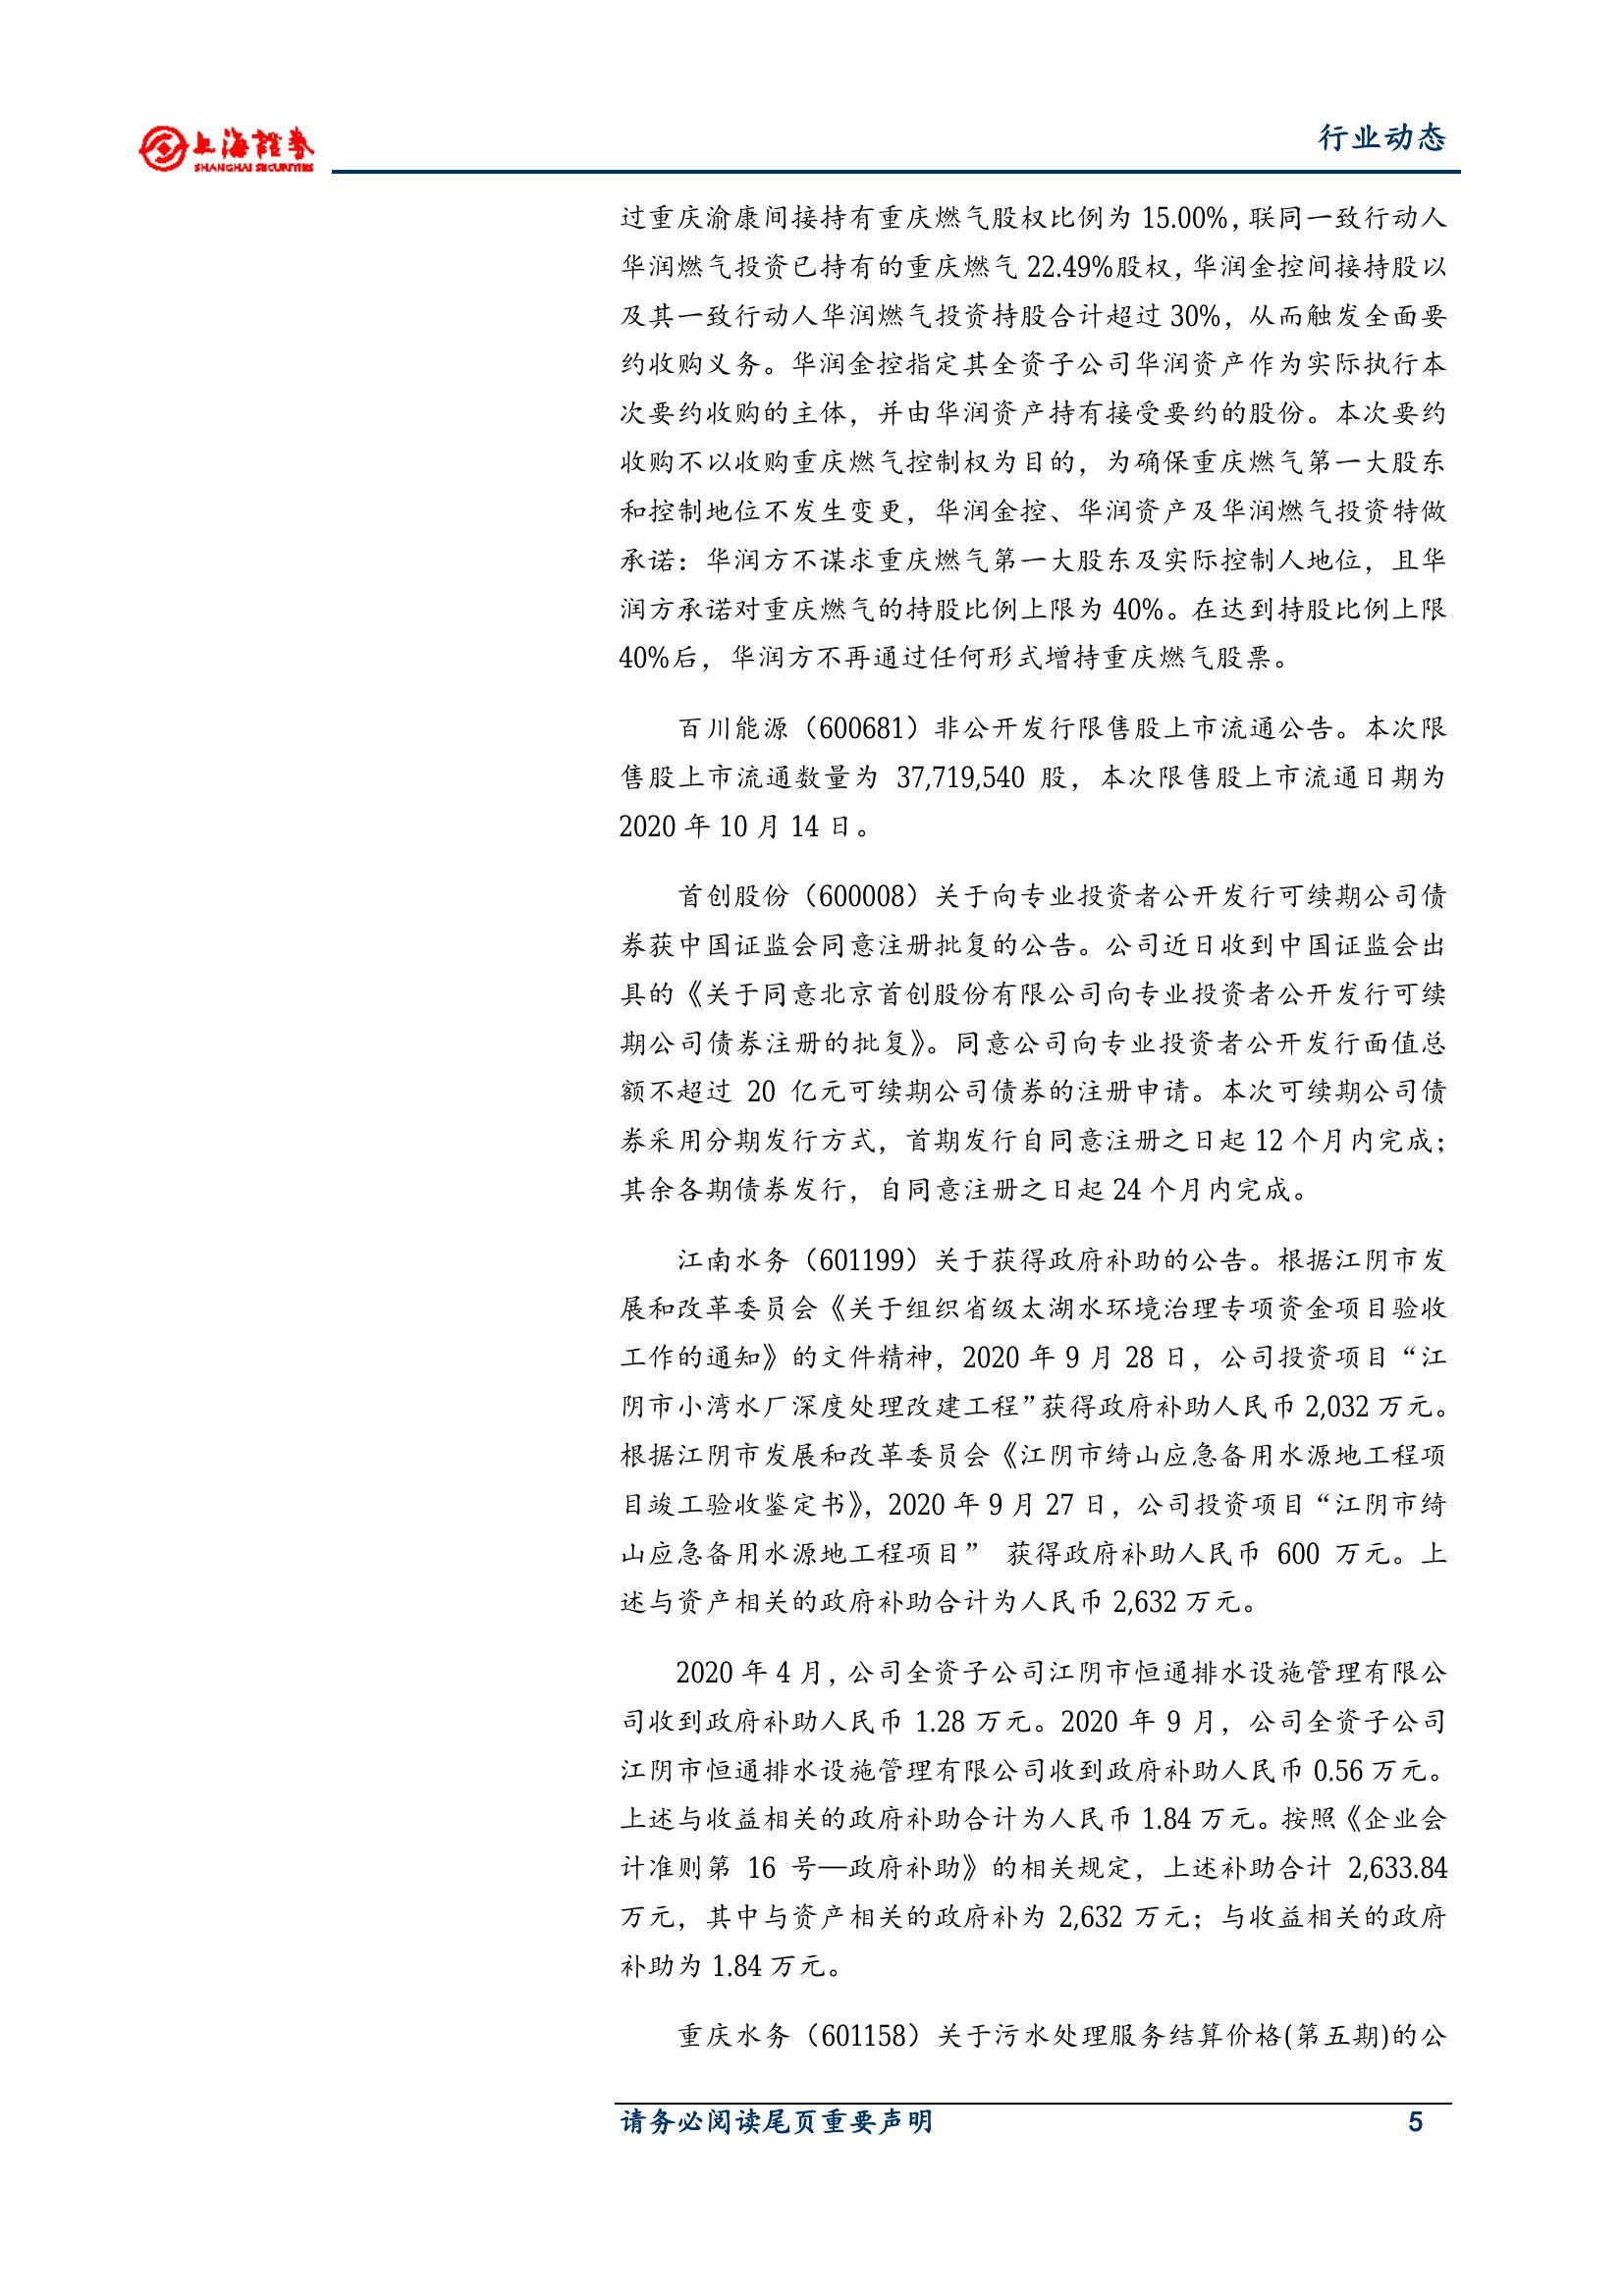 上海證券
SHANGHAI SECURITIES
行业动态
过重庆渝康间接持有重庆燃气股权比例为 15.00%，联同一致行动人
华润燃气投资已持有的重庆燃气 22.49%股权，华润金控间接持股以
及其一致行动人华润燃气投资持股合计超过 30%，从而触发全面要
约收购义务。华润金控指定其全资子公司华润资产作为实际执行本
次要约收购的主体，并由华润资产持有接受要约的股份。本次要约
收购不以收购重庆燃气控制权为目的，为确保重庆燃气第一大股东
和控制地位不发生变更，华润金控、华润资产及华润燃气投资特做
承诺：华润方不谋求重庆燃气第一大股东及实际控制人地位，且华
润方承诺对重庆燃气的持股比例上限为 40%。在达到持股比例上限
40%后，华润方不再通过任何形式增持重庆燃气股票。
百川能源（600681）非公开发行限售股上市流通公告。本次限
售股上市流通数量为 37,719,540 股，本次限售股上市流通日期为
2020 年 10 月 14 日。
首创股份（600008）关于向专业投资者公开发行可续期公司债
券获中国证监会同意注册批复的公告。公司近日收到中国证监会出
具的《关于同意北京首创股份有限公司向专业投资者公开发行可续
期公司债券注册的批复》。同意公司向专业投资者公开发行面值总
额不超过 20 亿元可续期公司债券的注册申请。本次可续期公司债
券采用分期发行方式，首期发行自同意注册之日起 12 个月内完成；
其余各期债券发行，自同意注册之日起 24 个月内完成。
江南水务（601199）关于获得政府补助的公告。根据江阴市发
展和改革委员会《关于组织省级太湖水环境治理专项资金项目验收
工作的通知》的文件精神，2020 年 9 月 28 日，公司投资项目“江
阴市小湾水厂深度处理改建工程”获得政府补助人民币 2,032 万元。
根据江阴市发展和改革委员会《江阴市绮山应急备用水源地工程项
目竣工验收鉴定书》，2020 年 9 月 27 日，公司投资项目“江阴市绮
山应急备用水源地工程项目” 获得政府补助人民币 600 万元。上
述与资产相关的政府补助合计为人民币 2,632 万元。
2020 年 4 月，公司全资子公司江阴市恒通排水设施管理有限公
司收到政府补助人民币 1.28 万元。2020 年 9 月，公司全资子公司
江阴市恒通排水设施管理有限公司收到政府补助人民币 0.56 万元。
上述与收益相关的政府补助合计为人民币 1.84 万元。按照《企业会
计准则第 16 号—政府补助》的相关规定，上述补助合计 2,633.84
万元，其中与资产相关的政府补为 2,632 万元；与收益相关的政府
补助为 1.84 万元。
重庆水务（601158）关于污水处理服务结算价格(第五期)的公
请务必阅读尾页重要声明 5